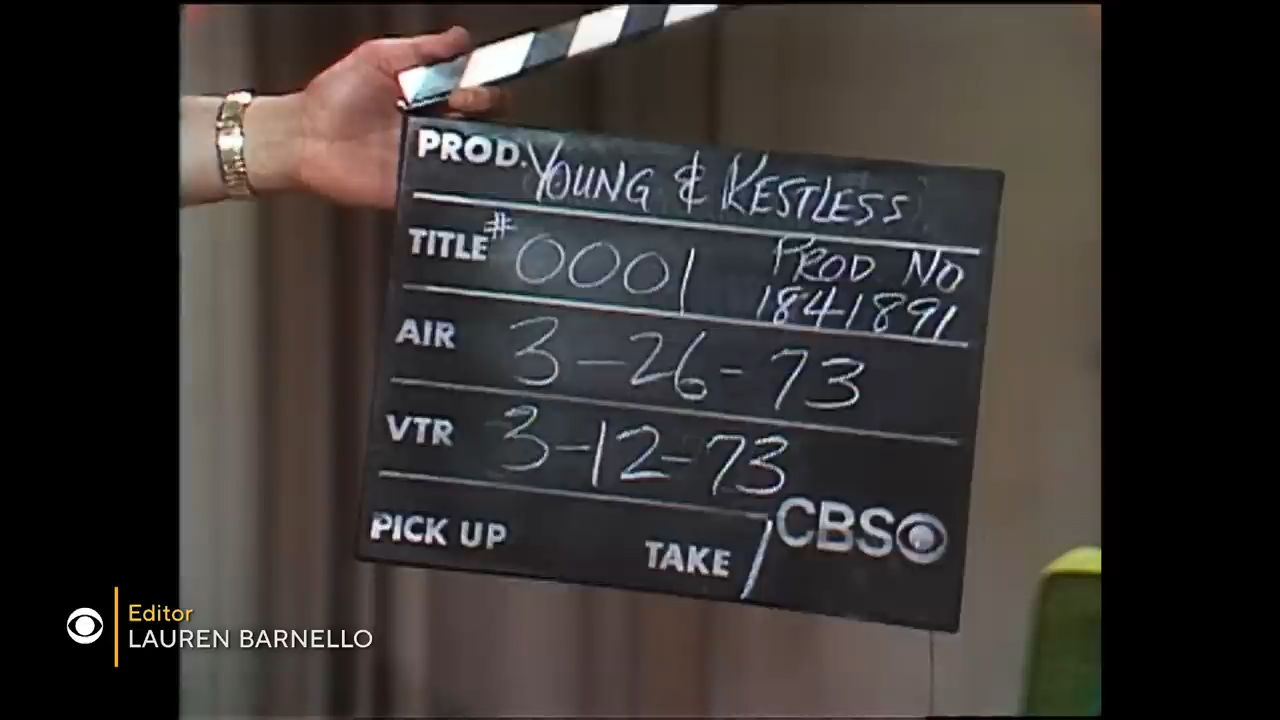 PROD. YOUNG & RESTLESS
TITLE # 0001
PROD NO
1841891
AIR 3-26-73
VTR 3-12-73
PICK UP TAKE 1 CBS
Editor
LAUREN BARNELLO